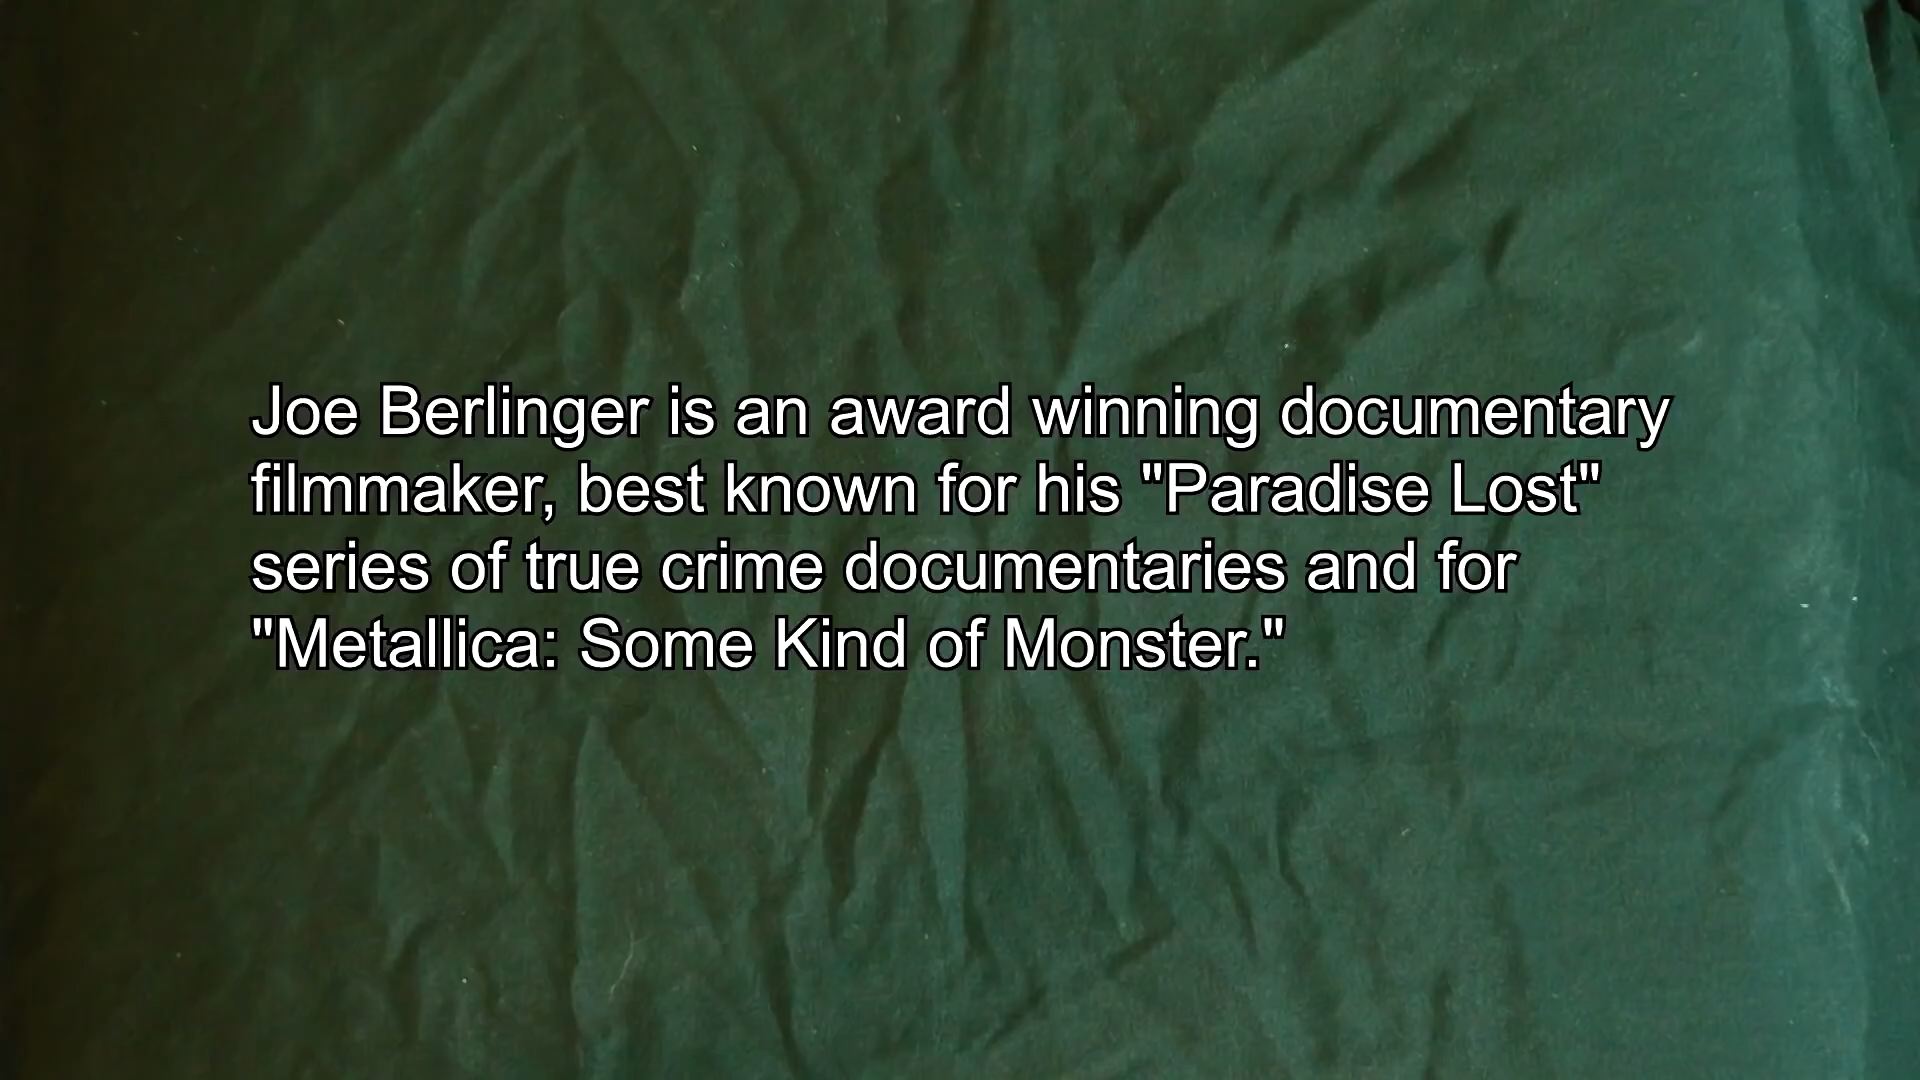 Joe Berlinger is an award winning documentary
filmmaker, best known for his "Paradise Lost"
series of true crime documentaries and for
"Metallica: Some Kind of Monster."